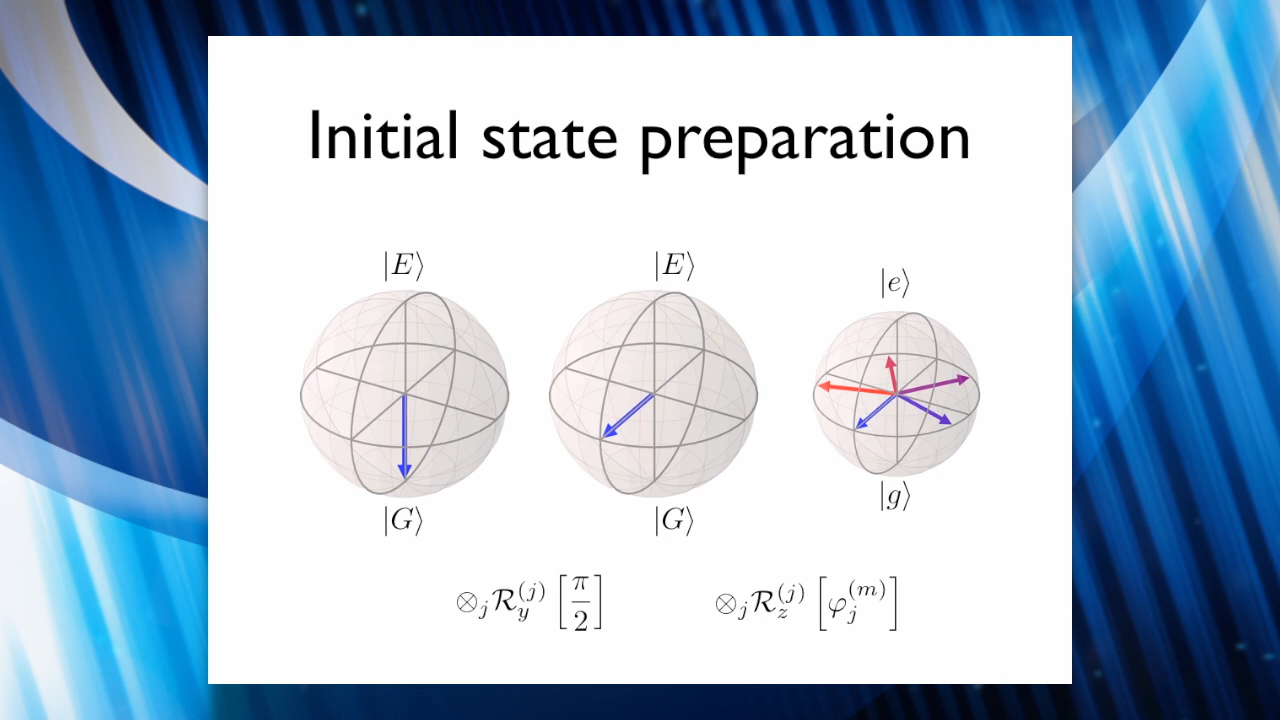 Initial state preparation
|E⟩ |E⟩ |e⟩
|G⟩ |G⟩ |g⟩
⊗_j ℛ_y^{(j)} [π/2] ⊗_j ℛ_z^{(j)} [φ_j^{(m)}]